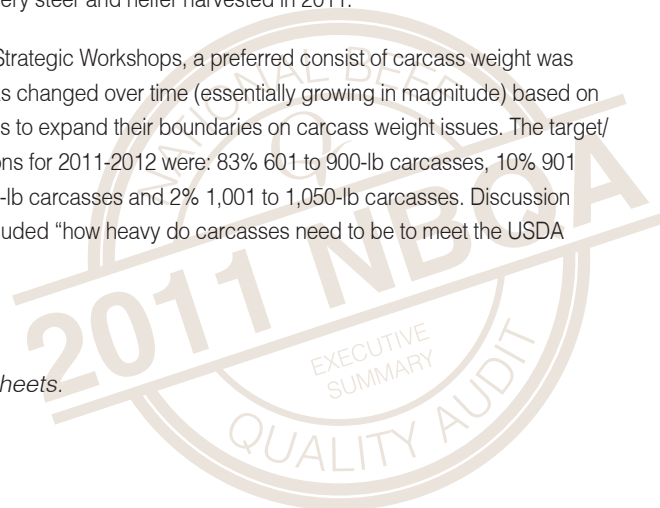 ery steer and heifer harvested in 2011.
Strategic Workshops, a preferred consist of carcass weight was
s changed over time (essentially growing in magnitude) based on
s to expand their boundaries on carcass weight issues. The target/
ons for 2011-2012 were: 83% 601 to 900-lb carcasses, 10% 901
-lb carcasses and 2% 1,001 to 1,050-lb carcasses. Discussion
luded “how heavy do carcasses need to be to meet the USDA
heets.
NATIONAL BEEF
Q
2011 NBQA
EXECUTIVE
SUMMARY
QUALITY AUDIT